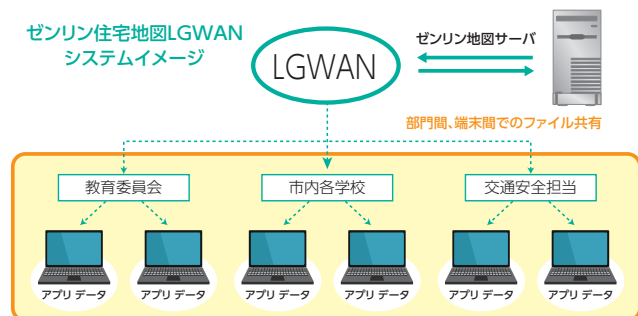 ゼンリン住宅地図LGWAN
システムイメージ
LGWAN
ゼンリン地図サーバ
部門間、端末間でのファイル共有
教育委員会
市内各学校
交通安全担当
アプリ データ
アプリ データ
アプリ データ
アプリ データ
アプリ データ
アプリ データ